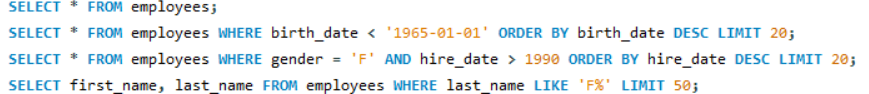 SELECT * FROM employees;
SELECT * FROM employees WHERE birth_date < '1965-01-01' ORDER BY birth_date DESC LIMIT 20;
SELECT * FROM employees WHERE gender = 'F' AND hire_date > 1990 ORDER BY hire_date DESC LIMIT 20;
SELECT first_name, last_name FROM employees WHERE last_name LIKE 'F%' LIMIT 50;